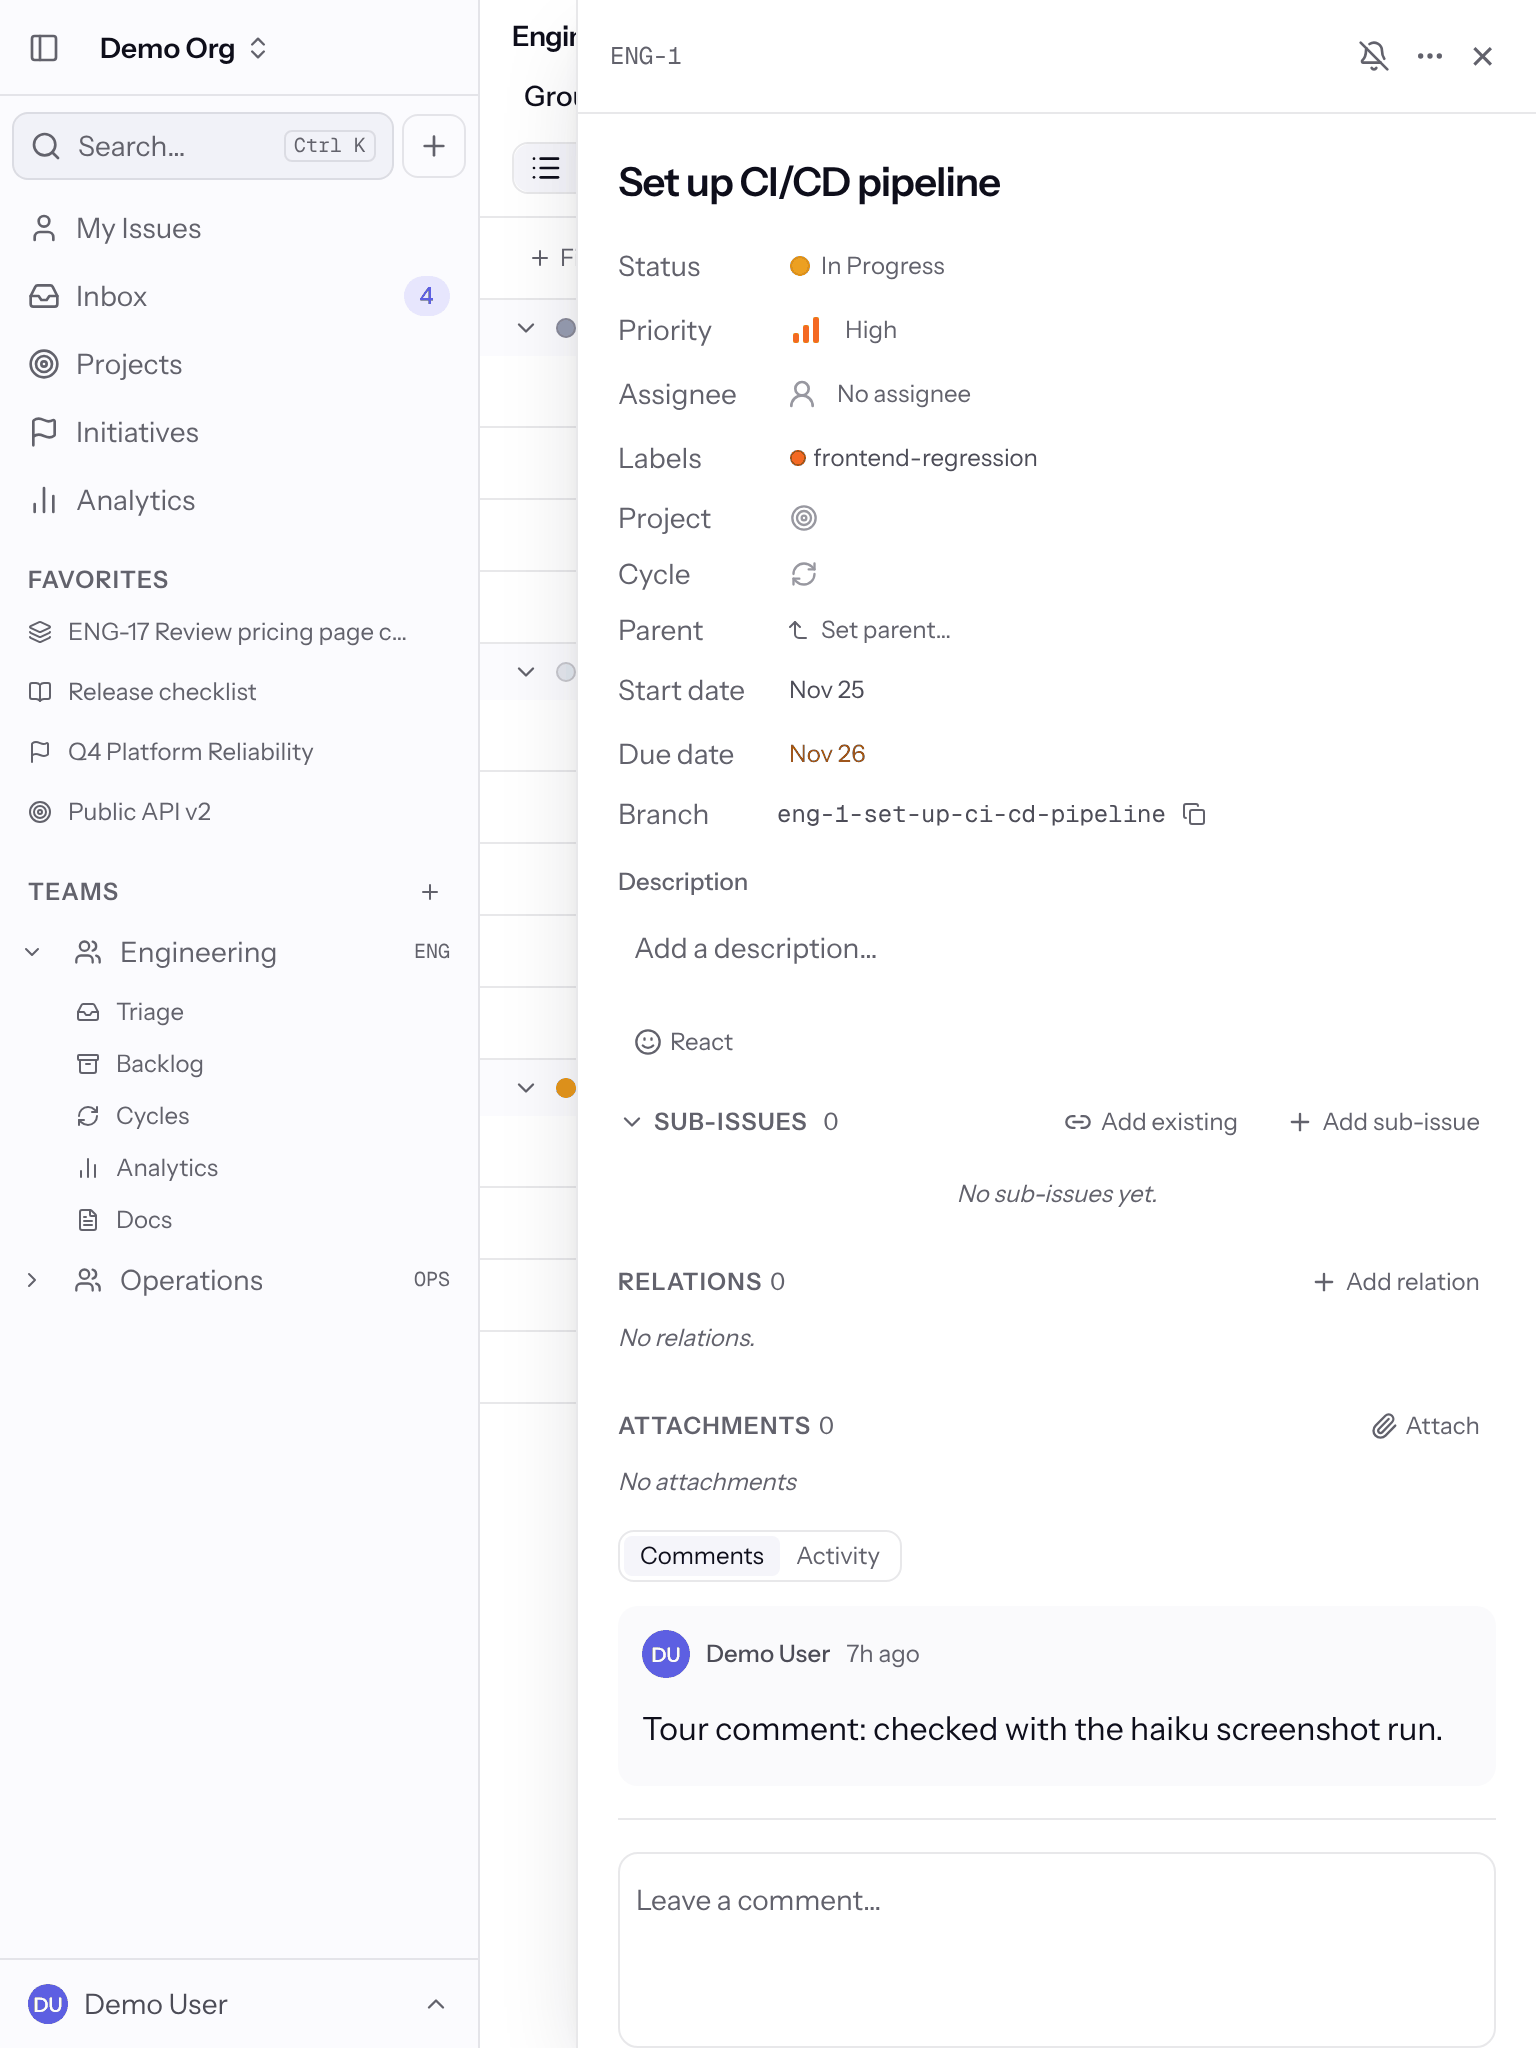 Demo Org
Search...
Ctrl K
My Issues
Inbox
4
Projects
Initiatives
Analytics
FAVORITES
ENG-17 Review pricing page c...
Release checklist
Q4 Platform Reliability
Public API v2
TEAMS
Engineering
ENG
Triage
Backlog
Cycles
Analytics
Docs
Operations
OPS
DU
Demo User
ENG-1
Set up CI/CD pipeline
Status
In Progress
Priority
High
Assignee
No assignee
Labels
frontend-regression
Project
Cycle
Parent
Set parent...
Start date
Nov 25
Due date
Nov 26
Branch
eng-1-set-up-ci-cd-pipeline
Description
Add a description...
React
SUB-ISSUES 0
Add existing
Add sub-issue
No sub-issues yet.
RELATIONS 0
Add relation
No relations.
ATTACHMENTS 0
Attach
No attachments
Comments
Activity
DU
Demo User 7h ago
Tour comment: checked with the haiku screenshot run.
Leave a comment...